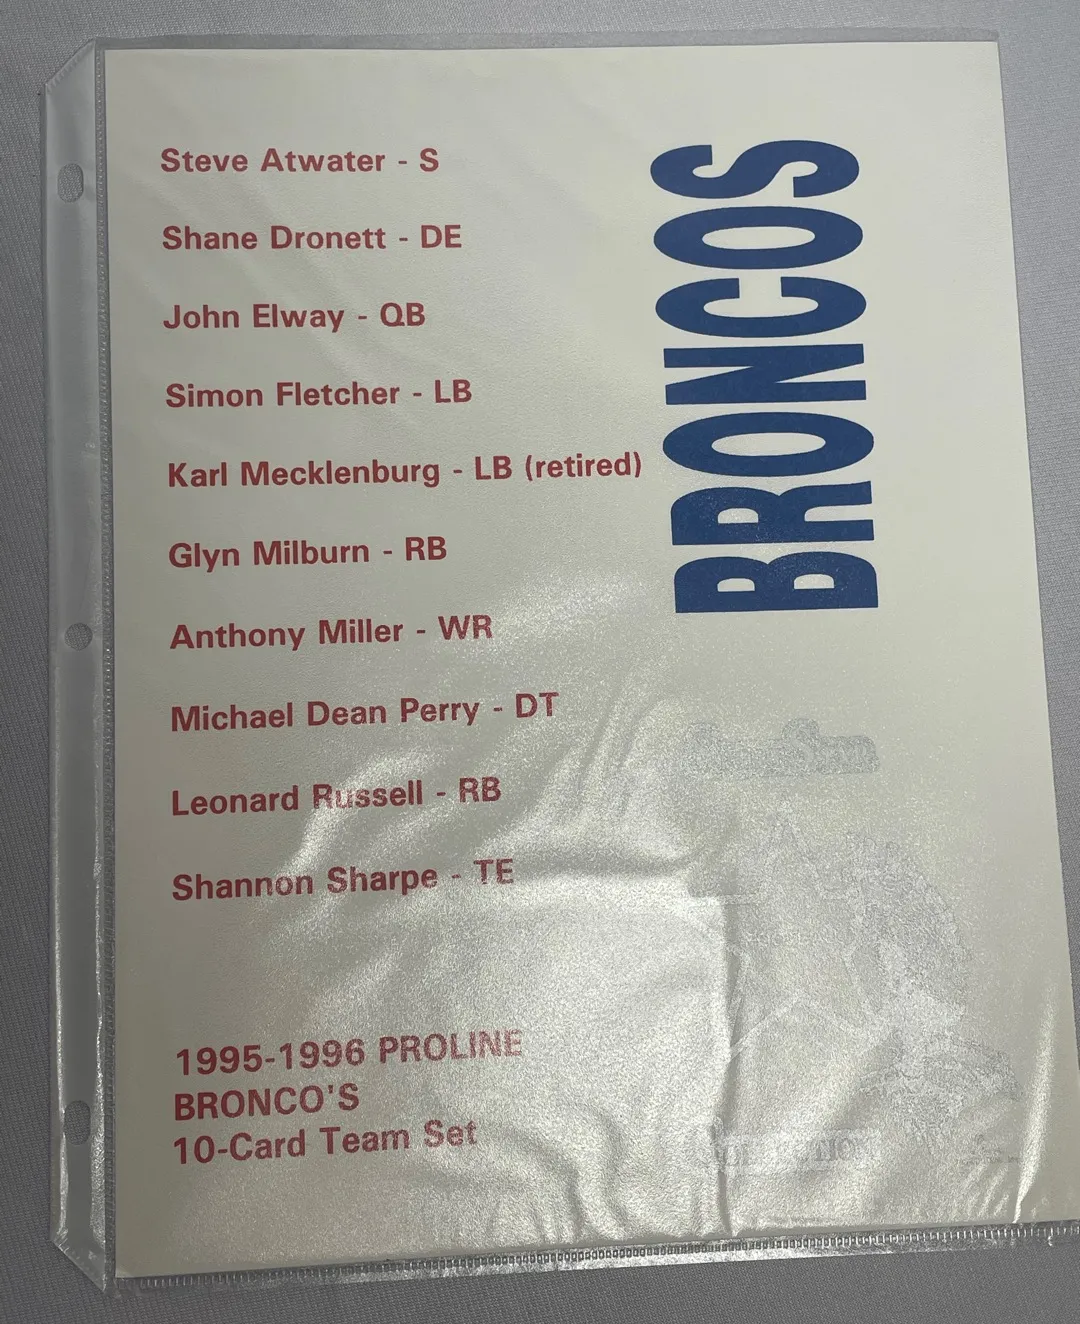 Steve Atwater - S
Shane Dronett - DE
John Elway - QB
Simon Fletcher - LB
Karl Mecklenburg - LB (retired)
Glyn Milburn - RB
Anthony Miller - WR
Michael Dean Perry - DT
Leonard Russell - RB
Shannon Sharpe - TE
1995-1996 PROLINE
BRONCO'S
10-Card Team Set
BRONCOS